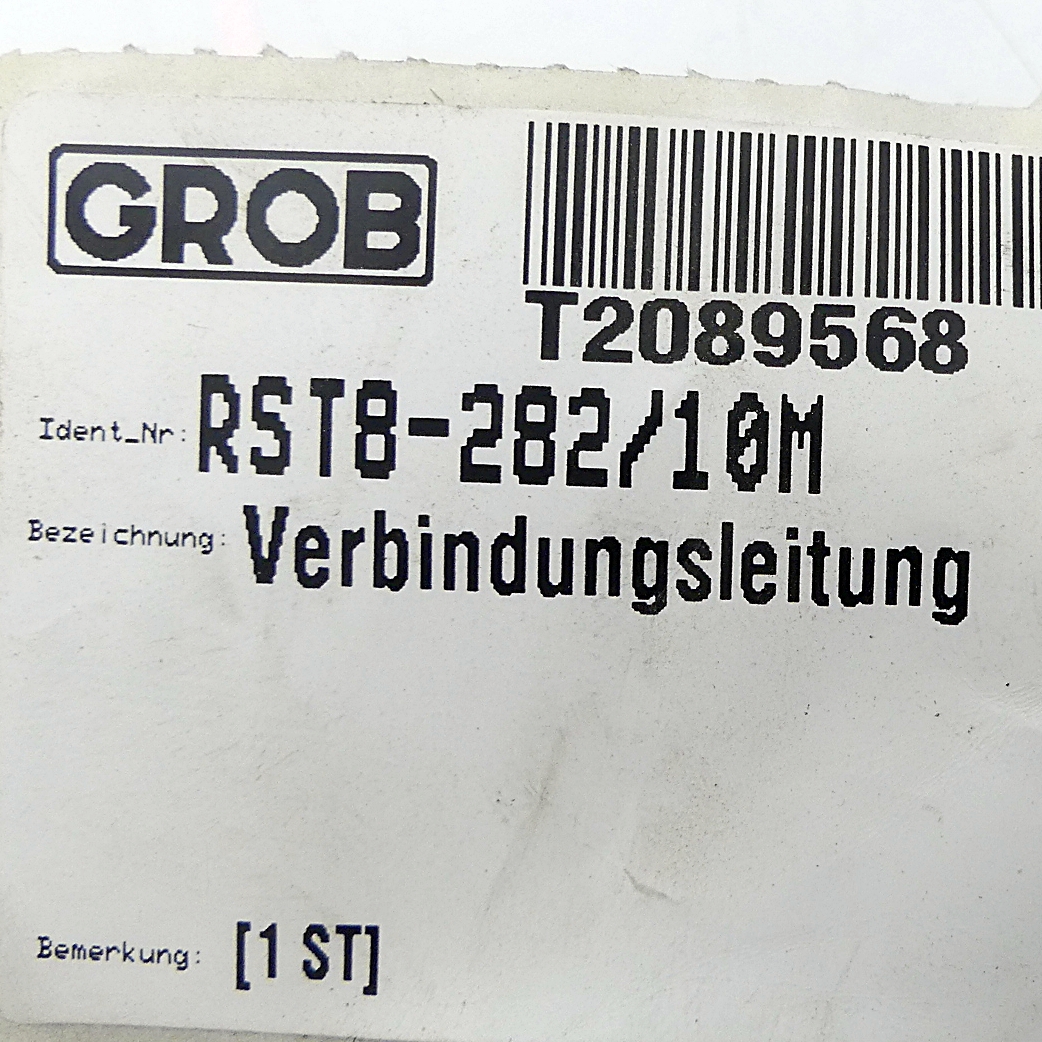 GROB
T2089568
Ident_Nr: RST8-282/10M
Bezeichnung: Verbindungsleitung
Bemerkung: [1 ST]